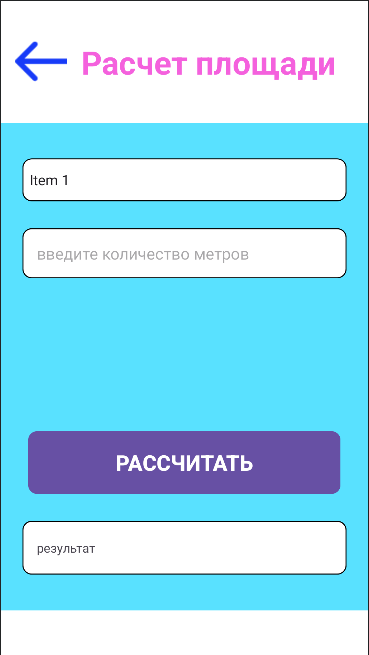 Расчет площади
Item 1
введите количество метров
РАССЧИТАТЬ
результат